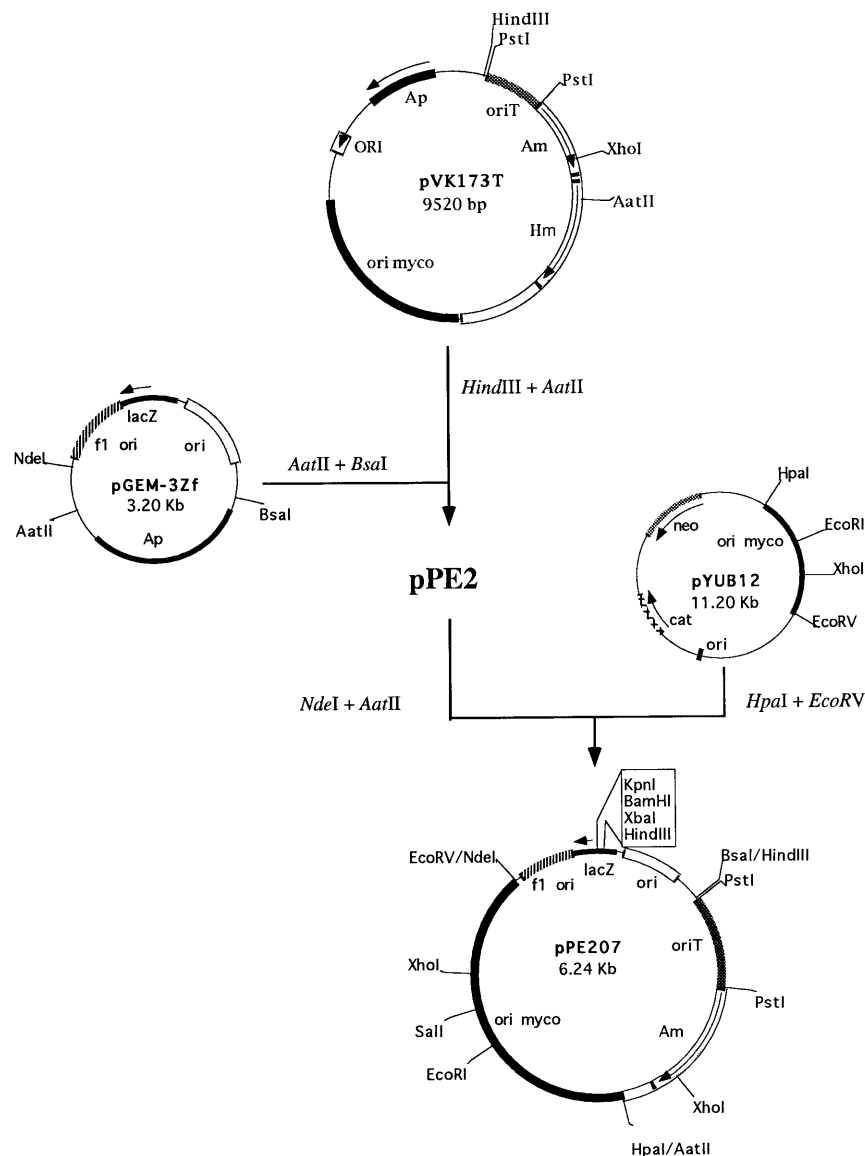 HindIII
PstI
PstI
Ap
oriT
ORI
Am
XhoI
pVK173T
9520 bp
AatII
Hm
ori myco
HindIII + AatII
lacZ
f1 ori
ori
NdeI
AatII + BsaI
pGEM-3Zf
3.20 Kb
BsaI
AatII
Ap
HpaI
neo
ori myco
EcoRI
pPE2
pYUB12
11.20 Kb
XhoI
cat
EcoRV
ori
NdeI + AatII
HpaI + EcoRV
KpnI
BamHI
XbaI
HindIII
EcoRV/NdeI
BsaI/HindIII
lacZ
PstI
f1 ori
ori
pPE207
6.24 Kb
oriT
XhoI
PstI
SalI
ori myco
Am
EcoRI
XhoI
HpaI/AatII